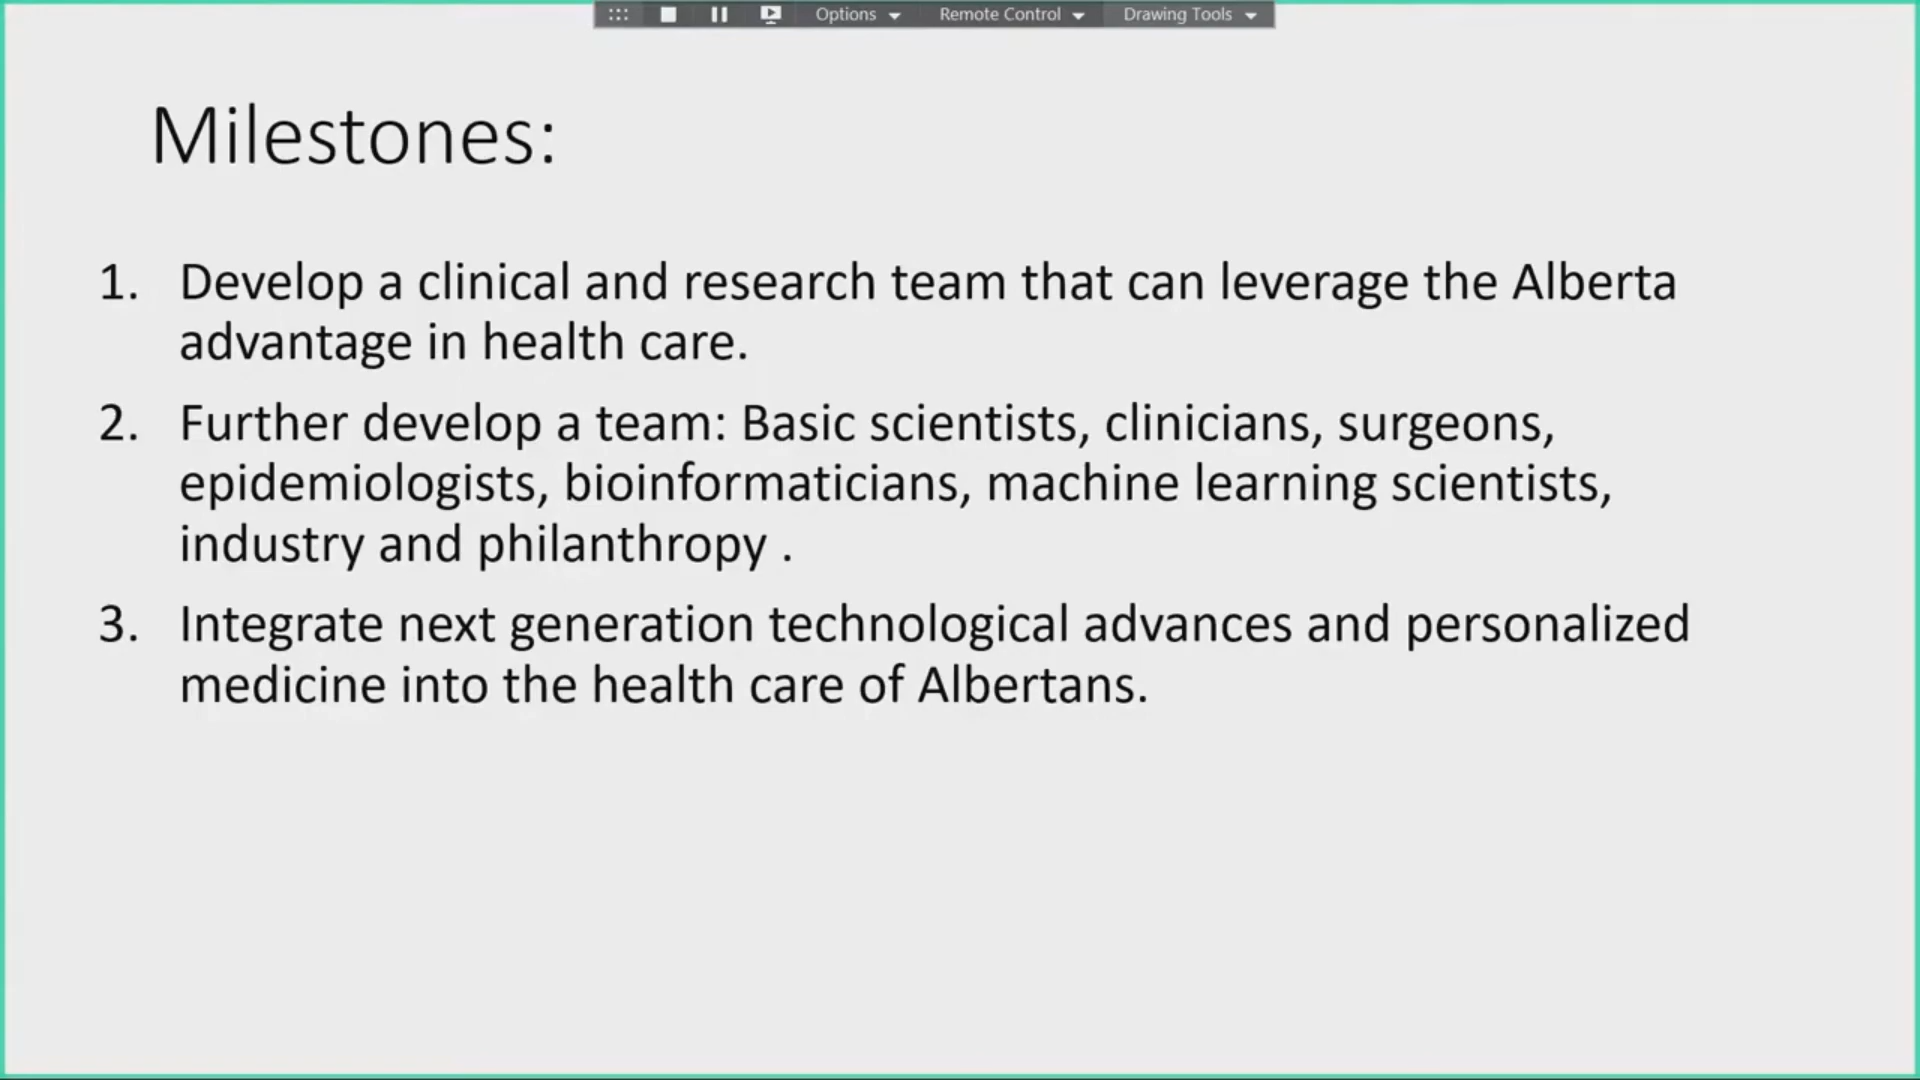 Options Remote Control Drawing Tools
Milestones:
1. Develop a clinical and research team that can leverage the Alberta
advantage in health care.
2. Further develop a team: Basic scientists, clinicians, surgeons,
epidemiologists, bioinformaticians, machine learning scientists,
industry and philanthropy .
3. Integrate next generation technological advances and personalized
medicine into the health care of Albertans.